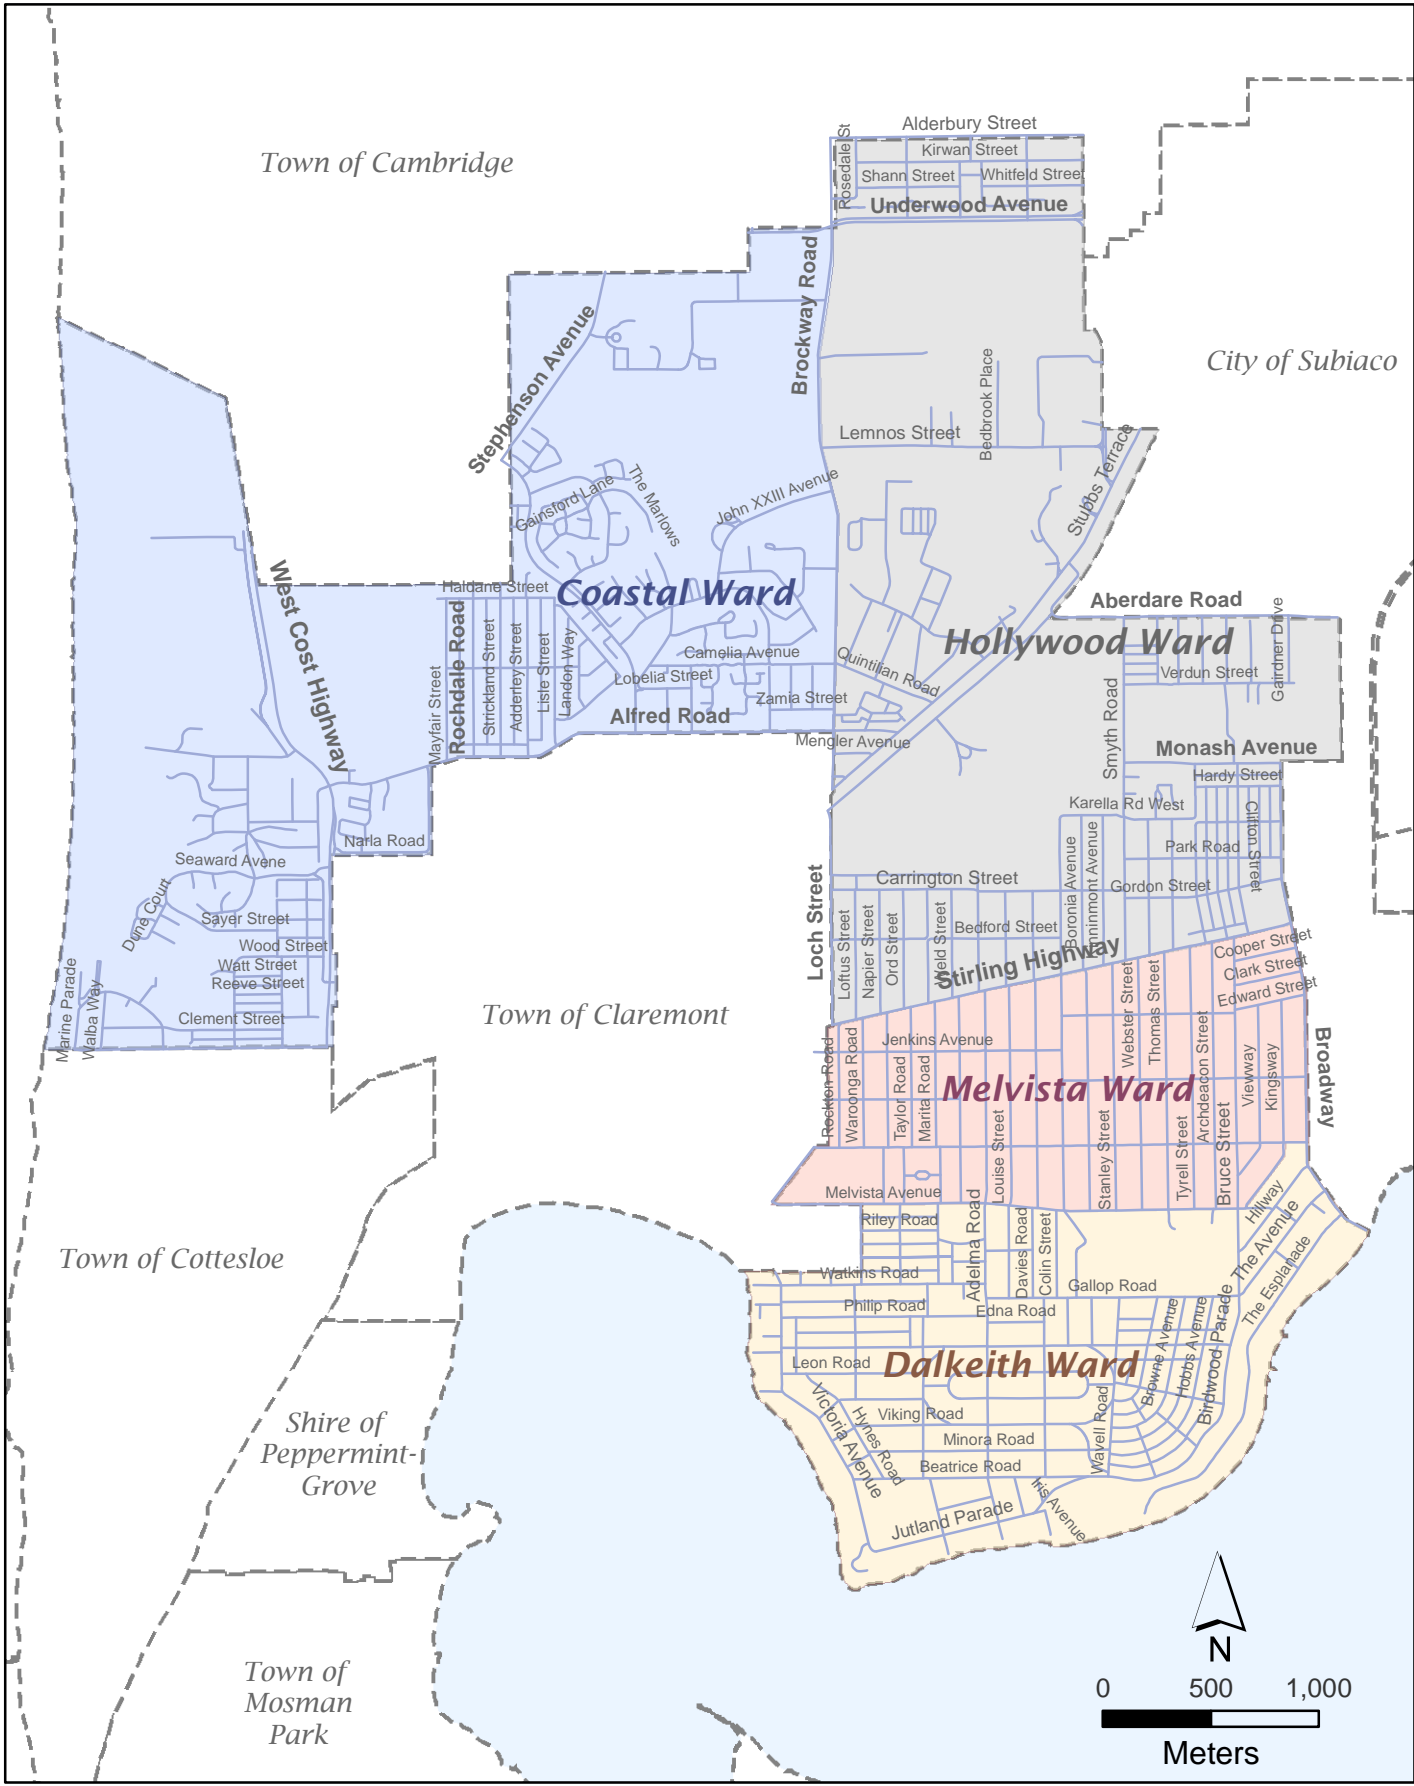 Alderbury Street
Town of Cambridge
Kirwan Street
Rosedale St
Shann Street
Whitfeld Street
Underwood Avenue
Brockway Road
Stephenson Avenue
Bedbrook Place
City of Subiaco
Lemnos Street
Stubbs Terrace
Gainsford Lane
The Marlows
John XXIII Avenue
West Cost Highway
Haldane Street
Coastal Ward
Aberdare Road
Hollywood Ward
Gairdner Drive
Mayfair Street
Rochdale Road
Strickland Street
Adderley Street
Lisle Street
Landon Way
Camelia Avenue
Lobelia Street
Quintilian Road
Verdun Street
Zamia Street
Alfred Road
Mengler Avenue
Smyth Road
Monash Avenue
Hardy Street
Karella Rd West
Clifton Street
Narla Road
Park Road
Seaward Avene
Carrington Street
Gordon Street
Boronia Avenue
Dune Court
Sayer Street
Loch Street
Loftus Street
Napier Street
Ord Street
Bedford Street
Wood Street
Watt Street
Reeve Street
Stirling Highway
Cooper Street
Clark Street
Edward Street
Marine Parade
Walba Way
Clement Street
Town of Claremont
Webster Street
Thomas Street
Jenkins Avenue
Rockton Road
Waroonga Road
Taylor Road
Marita Road
Melvista Ward
Archdeacon Street
Viewway
Kingsway
Broadway
Louise Street
Stanley Street
Tyrell Street
Bruce Street
Melvista Avenue
Riley Road
Adelma Road
Davies Road
Colin Street
Hillway
The Avenue
The Esplanade
Town of Cottesloe
Watkins Road
Gallop Road
Philip Road
Edna Road
Browne Avenue
Hobbs Avenue
Birdwood Parade
Leon Road
Dalkeith Ward
Victoria Avenue
Hynes Road
Viking Road
Wavell Road
Shire of
Peppermint-
Grove
Minora Road
Beatrice Road
Iris Avenue
Jutland Parade
Town of
Mosman
Park
N
0 500 1,000
Meters